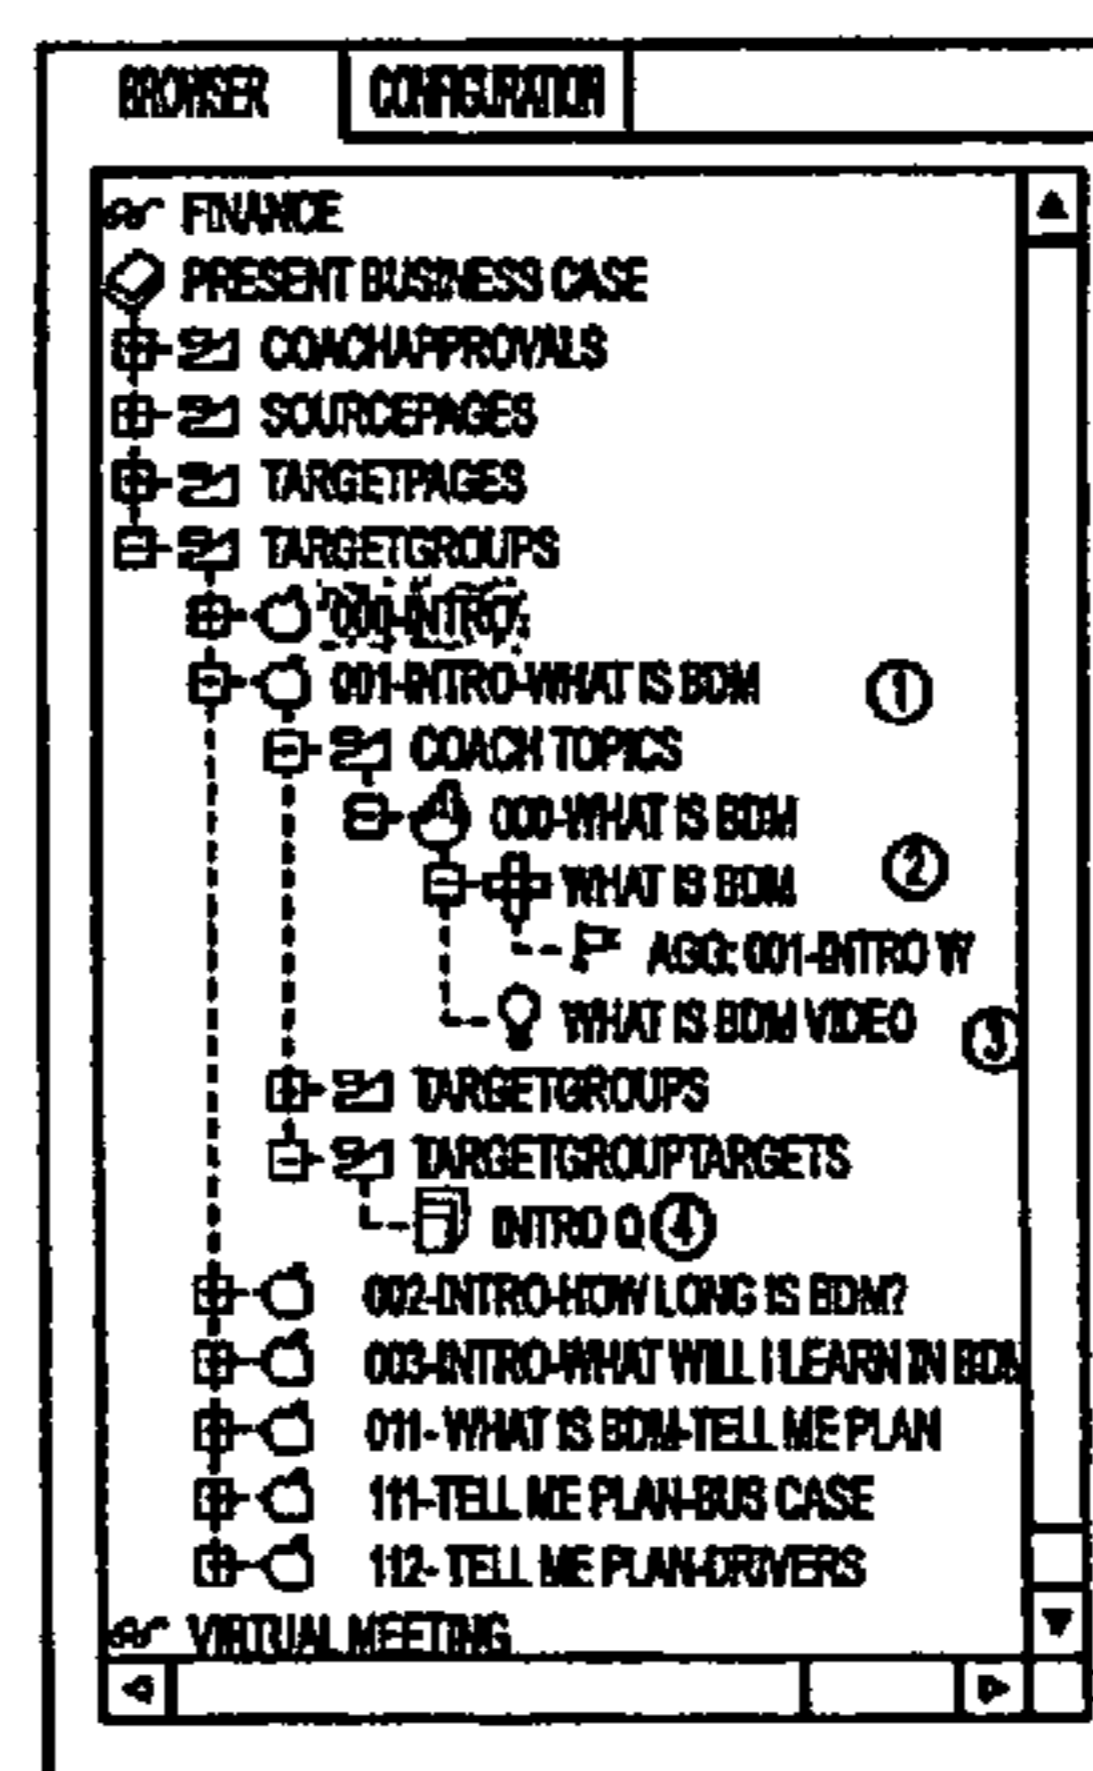 BROWSER CONFIGURATION
FINANCE
PRESENT BUSINESS CASE
COACHAPPROVALS
SOURCEPAGES
TARGETPAGES
TARGETGROUPS
000-INTRO
001-INTRO-WHAT IS BDM 1
COACH TOPICS
000-WHAT IS BDM
WHAT IS BDM 2
AGO: 001-INTRO W
WHAT IS BDM VIDEO 3
TARGETGROUPS
TARGETGROUPTARGETS
INTRO Q 4
002-INTRO-HOW LONG IS BDM?
003-INTRO-WHAT WILL I LEARN IN BDM
011- WHAT IS BDM-TELL ME PLAN
111-TELL ME PLAN-BUS CASE
112- TELL ME PLAN-DRIVERS
VIRTUAL MEETING